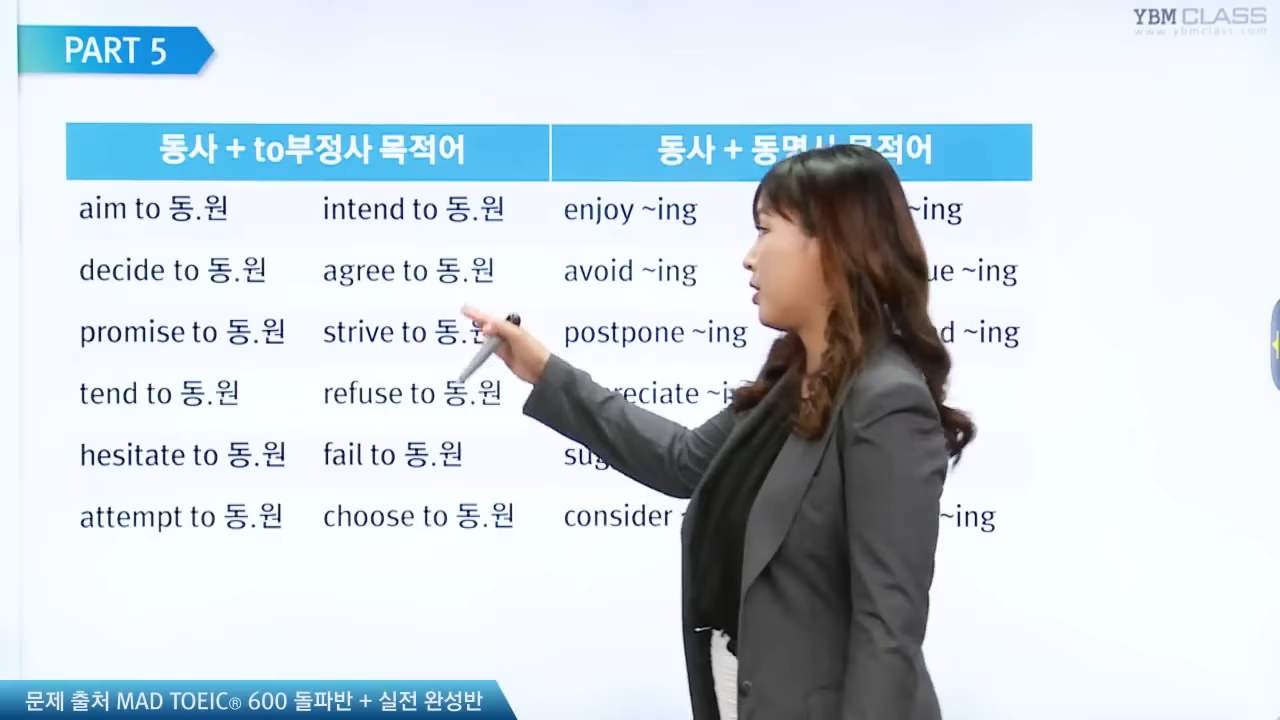 PART 5
YBM CLASS
www.ybmclass.com
동사 + to부정사 목적어
동사 + 목적어
aim to 동.원 intend to 동.원 enjoy ~ing ~ing
decide to 동.원 agree to 동.원 avoid ~ing ~ing
promise to 동.원 strive to 동.원 postpone ~ing ~ing
tend to 동.원 refuse to 동.원
hesitate to 동.원 fail to 동.원
attempt to 동.원 choose to 동.원 consider ~ing
문제 출처 MAD TOEIC® 600 돌파반 + 실전 완성반